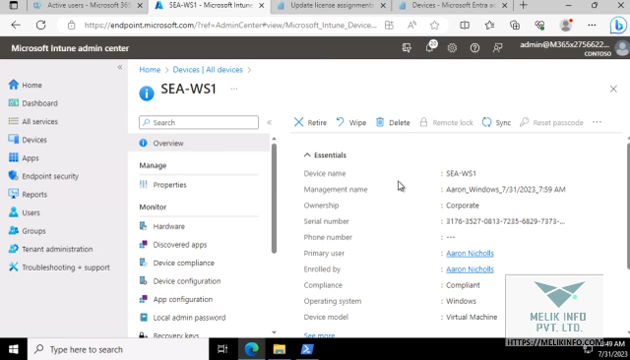 Active users - Microsoft 365
SEA-WS1 - Microsoft Intune
Update license assignments
Devices - Microsoft Entra
https://endpoint.microsoft.com/?ref=AdminCenter#view/Microsoft_Intune_Device...
Microsoft Intune admin center
admin@M365x2756622...
CONTOSO
Home
Dashboard
All services
Devices
Apps
Endpoint security
Reports
Users
Groups
Tenant administration
Troubleshooting + support
Home > Devices | All devices >
SEA-WS1 ...
Search
Overview
Manage
Properties
Monitor
Hardware
Discovered apps
Device compliance
Device configuration
App configuration
Local admin password
Recovery keys
Retire Wipe Delete Remote lock Sync Reset passcode ...
Essentials
Device name : SEA-WS1
Management name : Aaron_Windows_7/31/2023_7:59 AM
Ownership : Corporate
Serial number : 3176-3527-0813-7235-6829-7373-...
Phone number : ---
Primary user : Aaron Nicholls
Enrolled by : Aaron Nicholls
Compliance : Compliant
Operating system : Windows
Device model : Virtual Machine
See more
MELIK INFO
PVT. LTD.
HTTPS://MELIKINFO.COM
Type here to search
:49 AM
7/31/2023